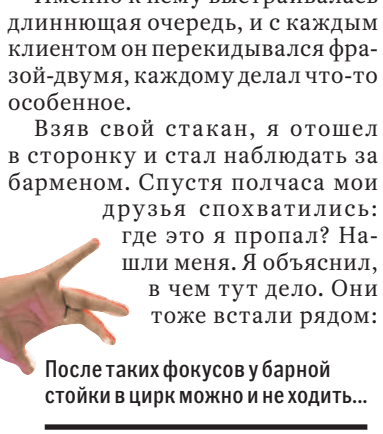 Именно к нему выстраивалась
длиннющая очередь, и с каждым
клиентом он перекидывался фра-
зой-двумя, каждому делал что-то
особенное.
Взяв свой стакан, я отошел
в сторонку и стал наблюдать за
барменом. Спустя полчаса мои
друзья спохватились:
где это я пропал? На-
шли меня. Я объяснил,
в чем тут дело. Они
тоже встали рядом:
После таких фокусов у барной
стойки в цирк можно и не ходить...